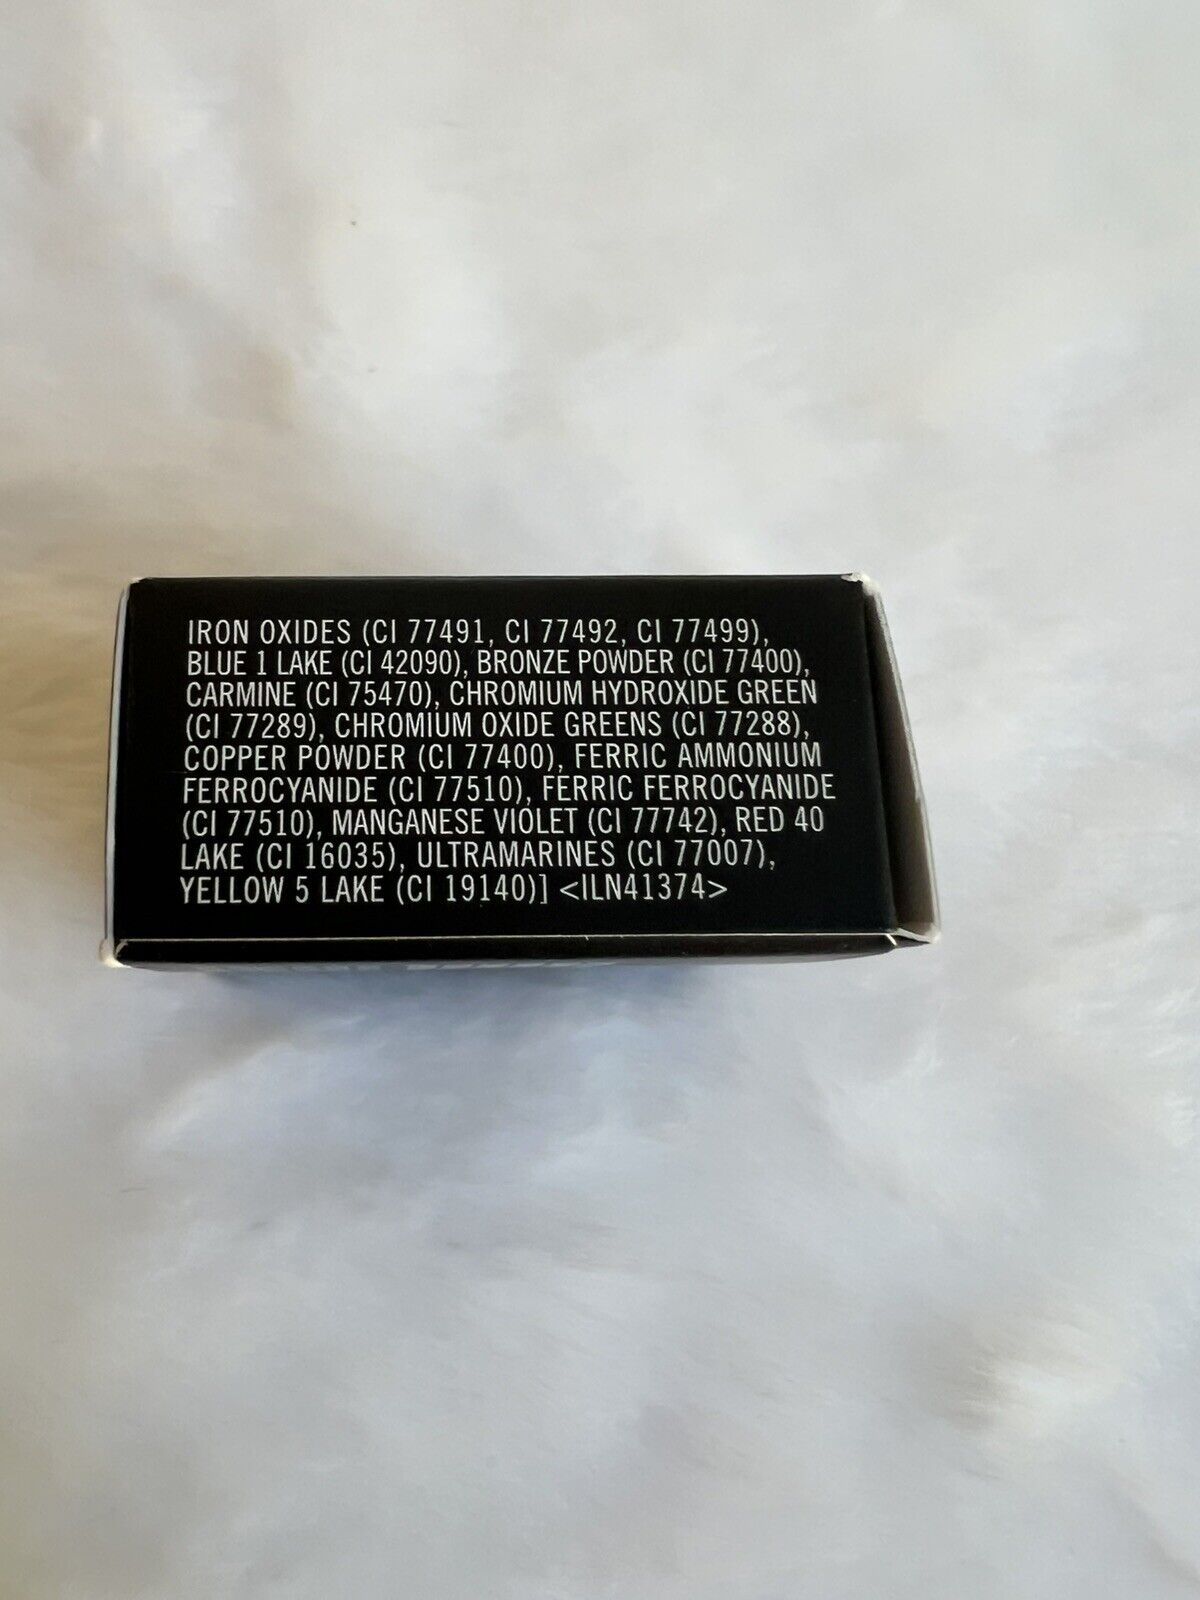 IRON OXIDES (CI 77491, CI 77492, CI 77499),
BLUE 1 LAKE (CI 42090), BRONZE POWDER (CI 77400),
CARMINE (CI 75470), CHROMIUM HYDROXIDE GREEN
(CI 77289), CHROMIUM OXIDE GREENS (CI 77288),
COPPER POWDER (CI 77400), FERRIC AMMONIUM
FERROCYANIDE (CI 77510), FERRIC FERROCYANIDE
(CI 77510), MANGANESE VIOLET (CI 77742), RED 40
LAKE (CI 16035), ULTRAMARINES (CI 77007),
YELLOW 5 LAKE (CI 19140)] <ILN41374>